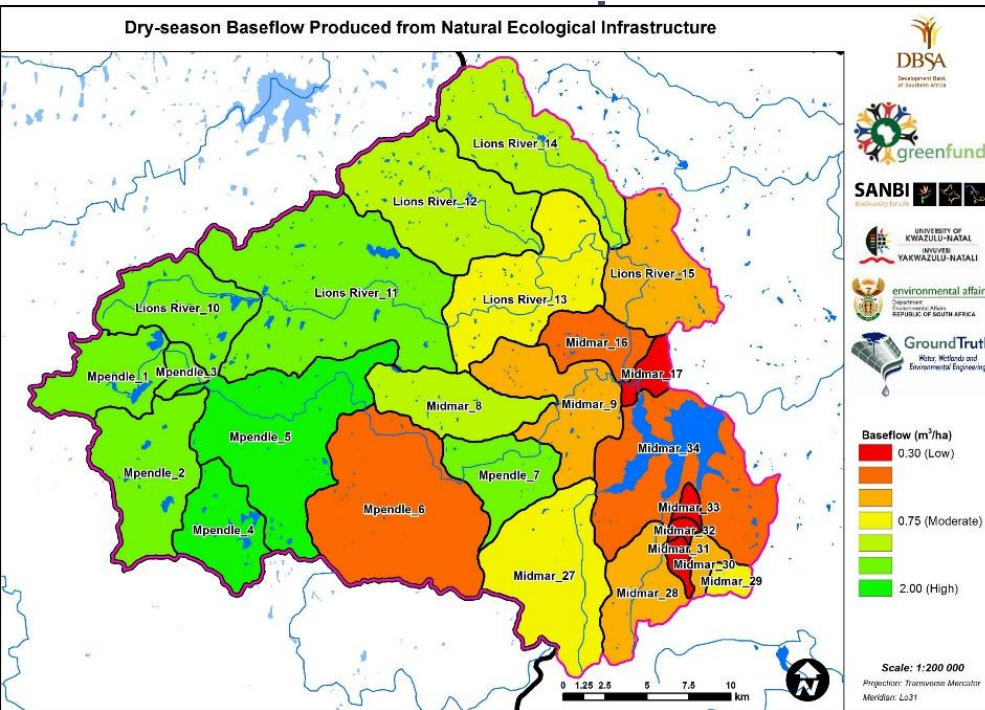 Dry-season Baseflow Produced from Natural Ecological Infrastructure
DBSA
Development Bank
of Southern Africa
greenfund
SANBI
Biodiversity for Life
UNIVERSITY OF
KWAZULU-NATAL
INYUVESI
YAKWAZULU-NATALI
environmental affairs
Department:
Environmental Affairs
REPUBLIC OF SOUTH AFRICA
GroundTruth
Water, Wetlands and
Environmental Engineering
Lions River_14
Lions River_12
Lions River_15
Lions River_11
Lions River_13
Lions River_10
Midmar_16
Mpendle_1
Mpendle_3
Midmar_17
Midmar_8
Midmar_9
Mpendle_5
Midmar_34
Mpendle_2
Mpendle_7
Mpendle_6
Midmar_33
Mpendle_4
Midmar_32
Midmar_31
Midmar_30
Midmar_27
Midmar_29
Midmar_28
Baseflow (m³/ha)
0.30 (Low)
0.75 (Moderate)
2.00 (High)
0 1.25 2.5 5 7.5 10
km
N
Scale: 1:200 000
Projection: Transverse Mercator
Meridian: Lo31